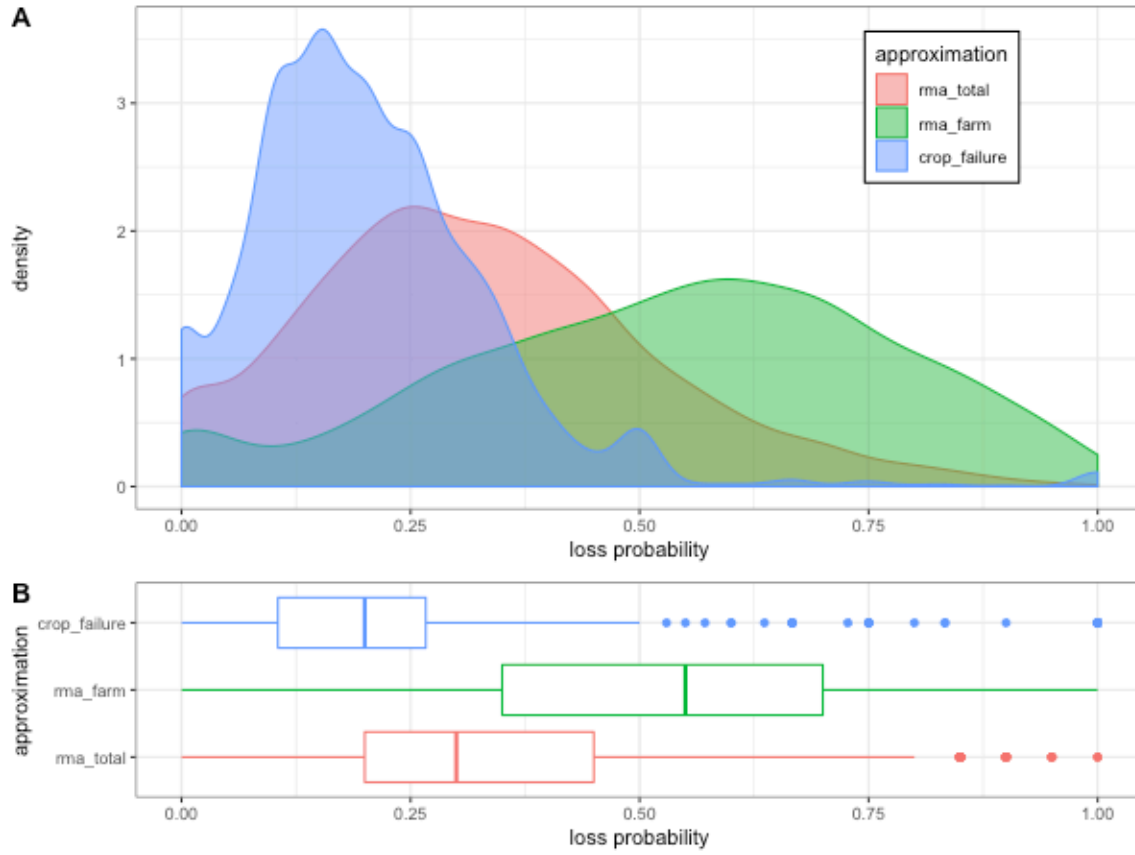 A
approximation
rma_total
rma_farm
crop_failure
density
3
2
1
0
0.00 0.25 0.50 0.75 1.00
loss probability
B
approximation
crop_failure
rma_farm
rma_total
0.00 0.25 0.50 0.75 1.00
loss probability